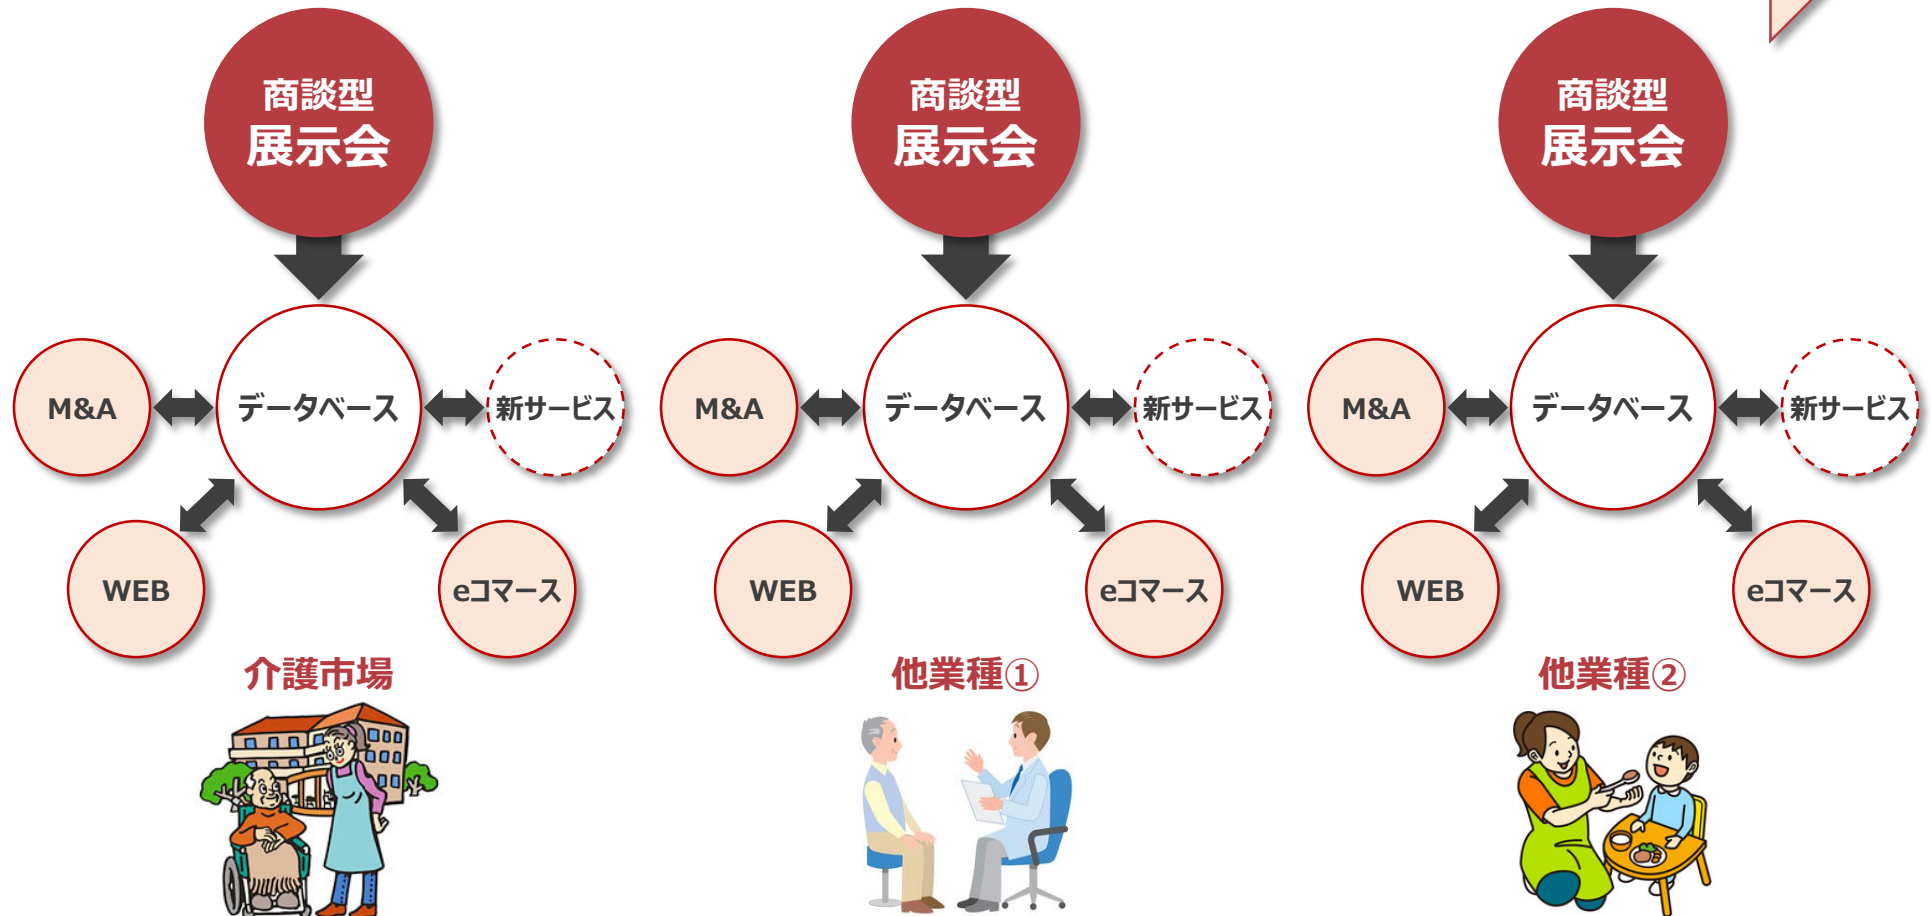 商談型
展示会
商談型
展示会
商談型
展示会
M&A
データベース
新サービス
M&A
データベース
新サービス
M&A
データベース
新サービス
WEB
eコマース
WEB
eコマース
WEB
eコマース
介護市場
他業種①
他業種②